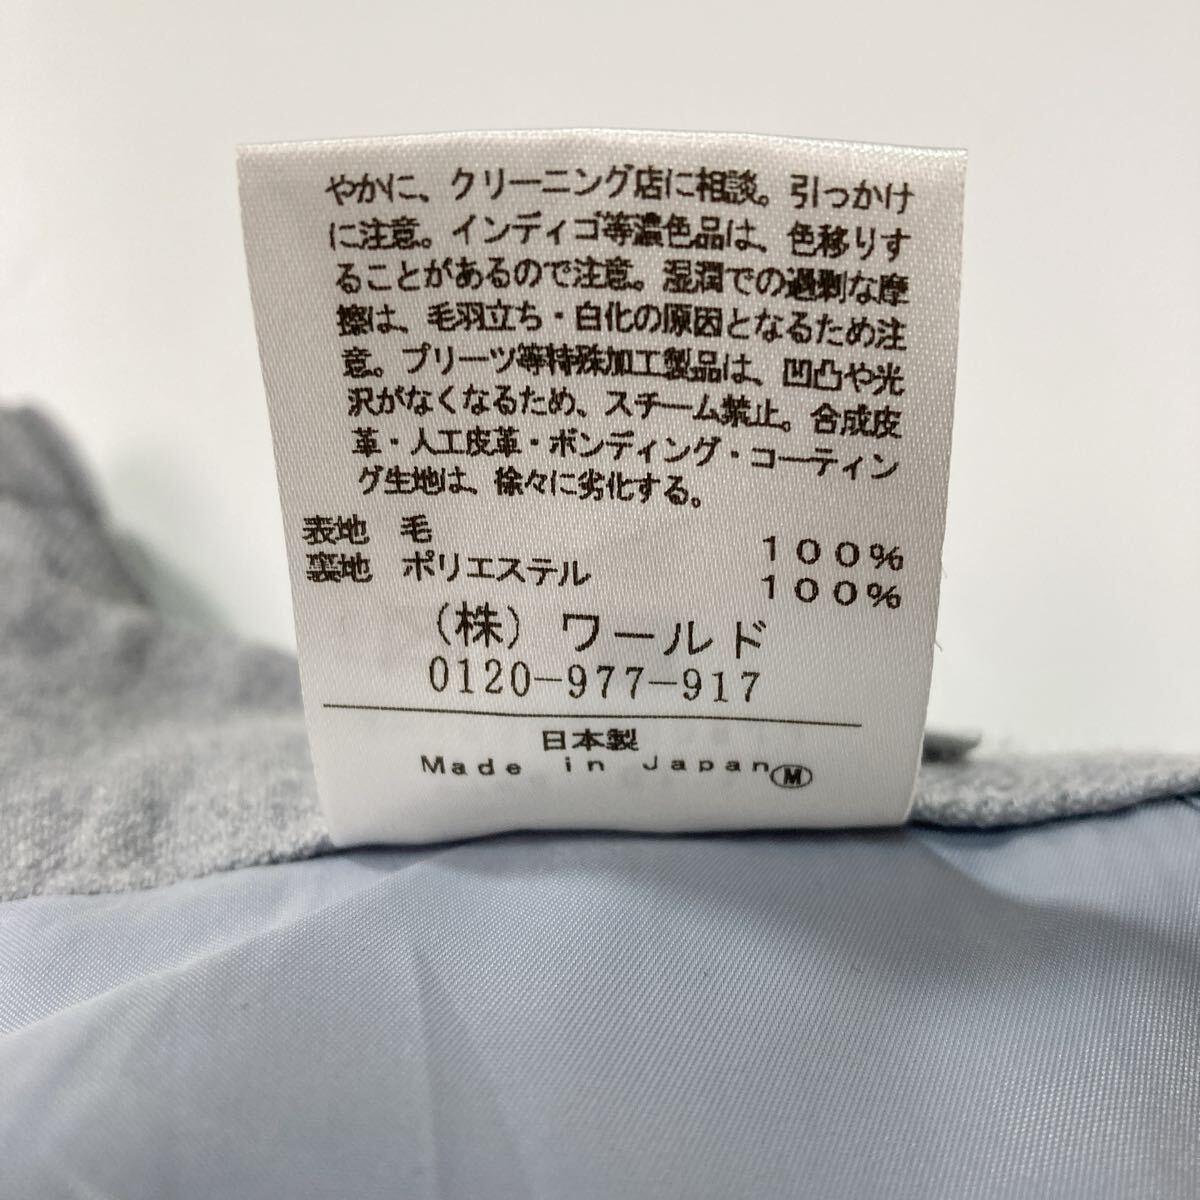 やかに、クリーニング店に相談。引っかけ
に注意。インディゴ等濃色品は、色移りす
ることがあるので注意。湿潤での過剰な摩
擦は、毛羽立ち・白化の原因となるため注
意。プリーツ等特殊加工製品は、凹凸や光
沢がなくなるため、スチーム禁止。合成皮
革・人工皮革・ボンディング・コーティン
グ生地は、徐々に劣化する。
表地 毛 100%
裏地 ポリエステル 100%
(株) ワールド
0120-977-917
日本製
Made in Japan Ⓜ